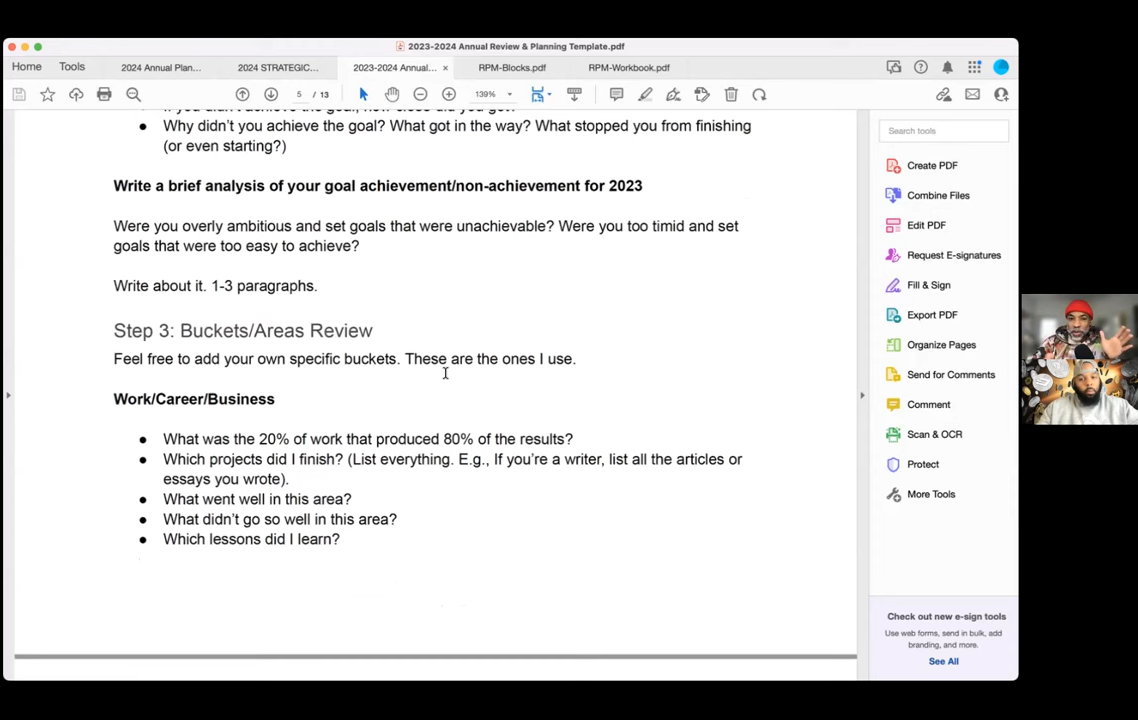 2023-2024 Annual Review & Planning Template.pdf
Home
Tools
2024 Annual Plan...
2024 STRATEGIC...
2023-2024 Annual... ×
RPM-Blocks.pdf
RPM-Workbook.pdf
5 / 13
139%
Why didn't you achieve the goal? What got in the way? What stopped you from finishing
(or even starting?)
Write a brief analysis of your goal achievement/non-achievement for 2023
Were you overly ambitious and set goals that were unachievable? Were you too timid and set
goals that were too easy to achieve?
Write about it. 1-3 paragraphs.
Step 3: Buckets/Areas Review
Feel free to add your own specific buckets. These are the ones I use.
Work/Career/Business
● What was the 20% of work that produced 80% of the results?
● Which projects did I finish? (List everything. E.g., If you're a writer, list all the articles or
essays you wrote).
● What went well in this area?
● What didn't go so well in this area?
● Which lessons did I learn?
Search tools
Create PDF
Combine Files
Edit PDF
Request E-signatures
Fill & Sign
Export PDF
Organize Pages
Send for Comments
Comment
Scan & OCR
Protect
More Tools
Check out new e-sign tools
Use web forms, send in bulk, add
branding, and more.
See All